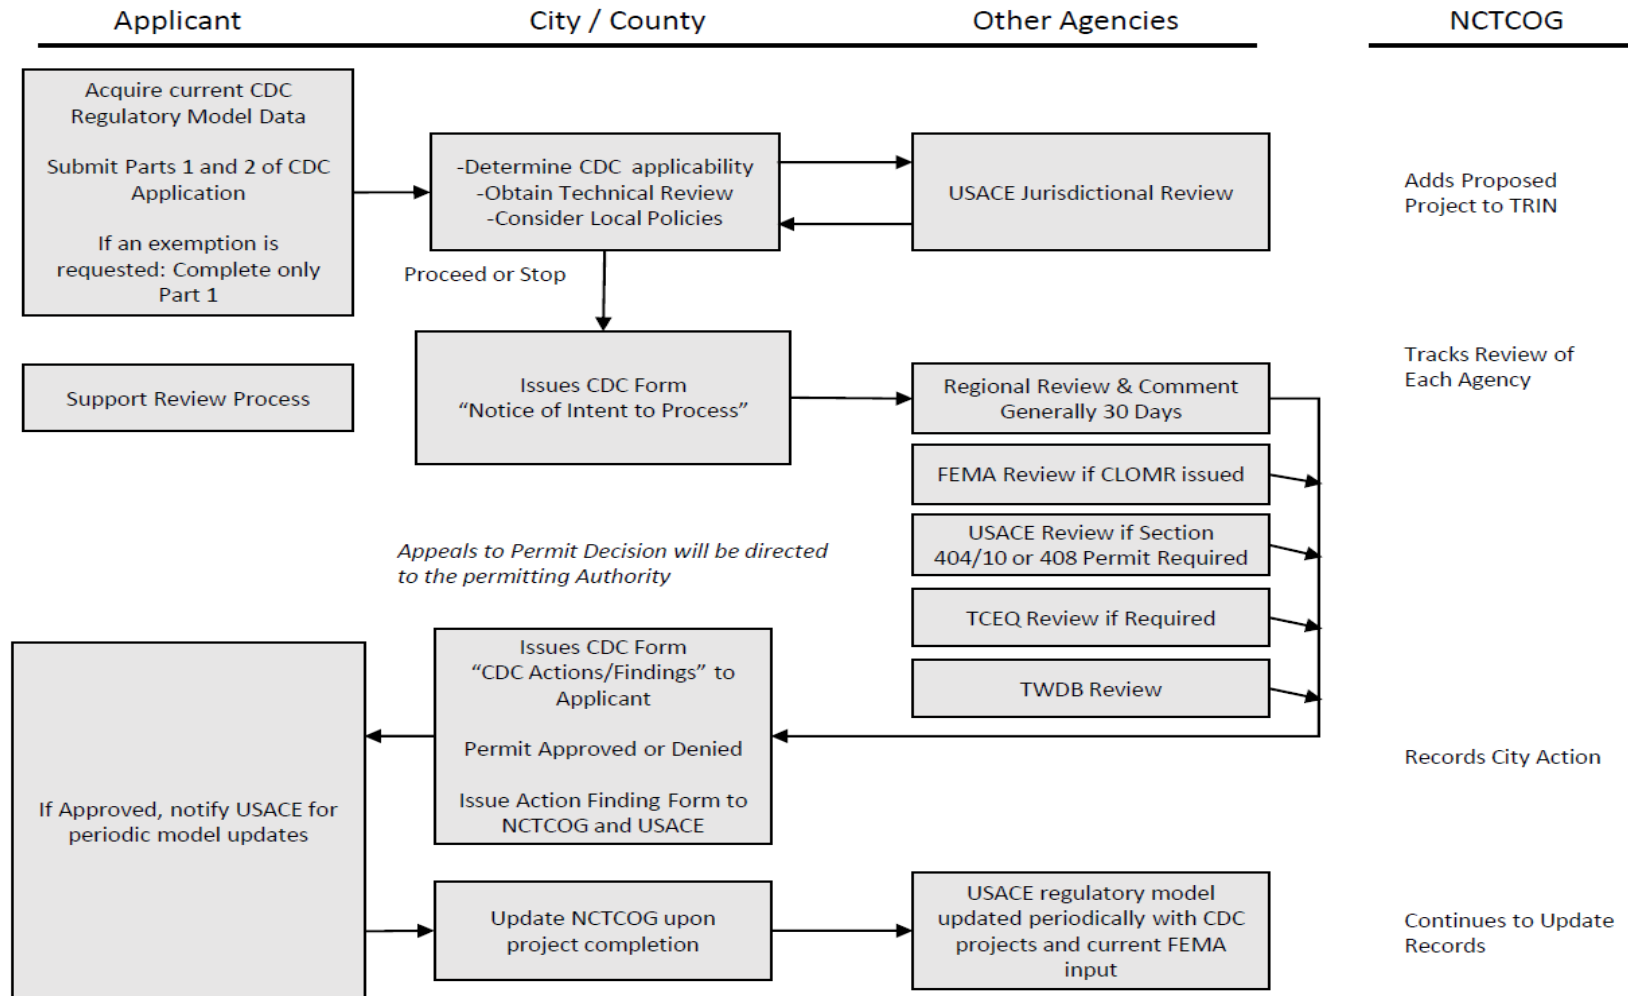 Applicant
City / County
Other Agencies
NCTCOG
Acquire current CDC
Regulatory Model Data
Submit Parts 1 and 2 of CDC
Application
If an exemption is
requested: Complete only
Part 1
-Determine CDC applicability
-Obtain Technical Review
-Consider Local Policies
USACE Jurisdictional Review
Adds Proposed
Project to TRIN
Proceed or Stop
Support Review Process
Issues CDC Form
“Notice of Intent to Process”
Regional Review & Comment
Generally 30 Days
Tracks Review of
Each Agency
FEMA Review if CLOMR issued
USACE Review if Section
404/10 or 408 Permit Required
TCEQ Review if Required
TWDB Review
Appeals to Permit Decision will be directed
to the permitting Authority
Issues CDC Form
“CDC Actions/Findings” to
Applicant
Permit Approved or Denied
Issue Action Finding Form to
NCTCOG and USACE
Records City Action
If Approved, notify USACE for
periodic model updates
Update NCTCOG upon
project completion
USACE regulatory model
updated periodically with CDC
projects and current FEMA
input
Continues to Update
Records